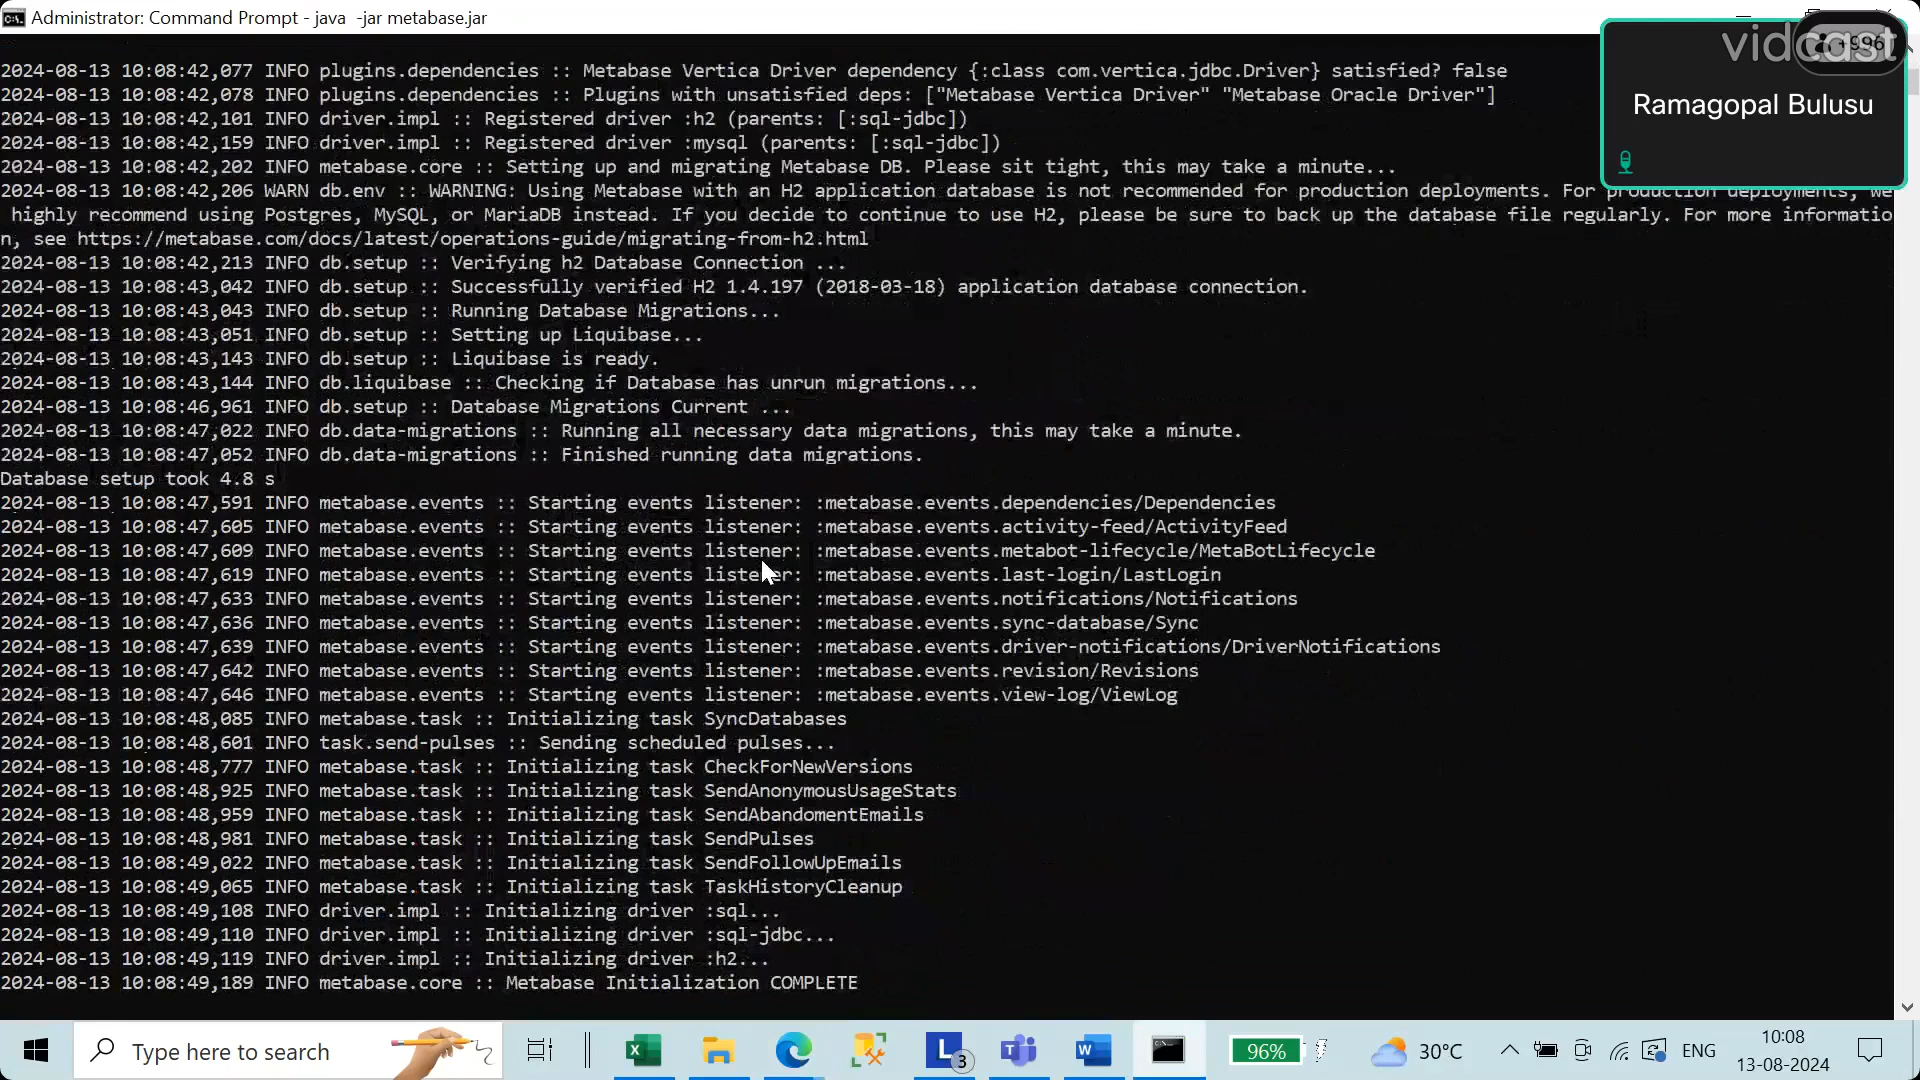 Administrator: Command Prompt - java -jar metabase.jar
vidcast
+996
Ramagopal Bulusu
2024-08-13 10:08:42,077 INFO plugins.dependencies :: Metabase Vertica Driver dependency {:class com.vertica.jdbc.Driver} satisfied? false
2024-08-13 10:08:42,078 INFO plugins.dependencies :: Plugins with unsatisfied deps: ["Metabase Vertica Driver" "Metabase Oracle Driver"]
2024-08-13 10:08:42,101 INFO driver.impl :: Registered driver :h2 (parents: [:sql-jdbc])
2024-08-13 10:08:42,159 INFO driver.impl :: Registered driver :mysql (parents: [:sql-jdbc])
2024-08-13 10:08:42,202 INFO metabase.core :: Setting up and migrating Metabase DB. Please sit tight, this may take a minute...
2024-08-13 10:08:42,206 WARN db.env :: WARNING: Using Metabase with an H2 application database is not recommended for production deployments. For production deployments, we
highly recommend using Postgres, MySQL, or MariaDB instead. If you decide to continue to use H2, please be sure to back up the database file regularly. For more informatio
n, see https://metabase.com/docs/latest/operations-guide/migrating-from-h2.html
2024-08-13 10:08:42,213 INFO db.setup :: Verifying h2 Database Connection ...
2024-08-13 10:08:43,042 INFO db.setup :: Successfully verified H2 1.4.197 (2018-03-18) application database connection.
2024-08-13 10:08:43,043 INFO db.setup :: Running Database Migrations...
2024-08-13 10:08:43,051 INFO db.setup :: Setting up Liquibase...
2024-08-13 10:08:43,143 INFO db.setup :: Liquibase is ready.
2024-08-13 10:08:43,144 INFO db.liquibase :: Checking if Database has unrun migrations...
2024-08-13 10:08:46,961 INFO db.setup :: Database Migrations Current ...
2024-08-13 10:08:47,022 INFO db.data-migrations :: Running all necessary data migrations, this may take a minute.
2024-08-13 10:08:47,052 INFO db.data-migrations :: Finished running data migrations.
Database setup took 4.8 s
2024-08-13 10:08:47,591 INFO metabase.events :: Starting events listener: :metabase.events.dependencies/Dependencies
2024-08-13 10:08:47,605 INFO metabase.events :: Starting events listener: :metabase.events.activity-feed/ActivityFeed
2024-08-13 10:08:47,609 INFO metabase.events :: Starting events listener: :metabase.events.metabot-lifecycle/MetaBotLifecycle
2024-08-13 10:08:47,619 INFO metabase.events :: Starting events listener: :metabase.events.last-login/LastLogin
2024-08-13 10:08:47,633 INFO metabase.events :: Starting events listener: :metabase.events.notifications/Notifications
2024-08-13 10:08:47,636 INFO metabase.events :: Starting events listener: :metabase.events.sync-database/Sync
2024-08-13 10:08:47,639 INFO metabase.events :: Starting events listener: :metabase.events.driver-notifications/DriverNotifications
2024-08-13 10:08:47,642 INFO metabase.events :: Starting events listener: :metabase.events.revision/Revisions
2024-08-13 10:08:47,646 INFO metabase.events :: Starting events listener: :metabase.events.view-log/ViewLog
2024-08-13 10:08:48,085 INFO metabase.task :: Initializing task SyncDatabases
2024-08-13 10:08:48,601 INFO task.send-pulses :: Sending scheduled pulses...
2024-08-13 10:08:48,777 INFO metabase.task :: Initializing task CheckForNewVersions
2024-08-13 10:08:48,925 INFO metabase.task :: Initializing task SendAnonymousUsageStats
2024-08-13 10:08:48,959 INFO metabase.task :: Initializing task SendAbandomentEmails
2024-08-13 10:08:48,981 INFO metabase.task :: Initializing task SendPulses
2024-08-13 10:08:49,022 INFO metabase.task :: Initializing task SendFollowUpEmails
2024-08-13 10:08:49,065 INFO metabase.task :: Initializing task TaskHistoryCleanup
2024-08-13 10:08:49,108 INFO driver.impl :: Initializing driver :sql...
2024-08-13 10:08:49,110 INFO driver.impl :: Initializing driver :sql-jdbc...
2024-08-13 10:08:49,119 INFO driver.impl :: Initializing driver :h2...
2024-08-13 10:08:49,189 INFO metabase.core :: Metabase Initialization COMPLETE
Type here to search
3
96%
30°C
ENG
10:08
13-08-2024